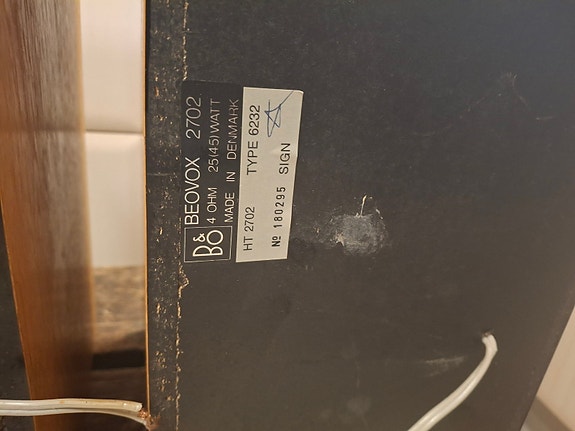 B&O
BEOVOX 2702
4 OHM 25(45)WATT
MADE IN DENMARK
HT 2702 TYPE 6232
№ 180295 SIGN